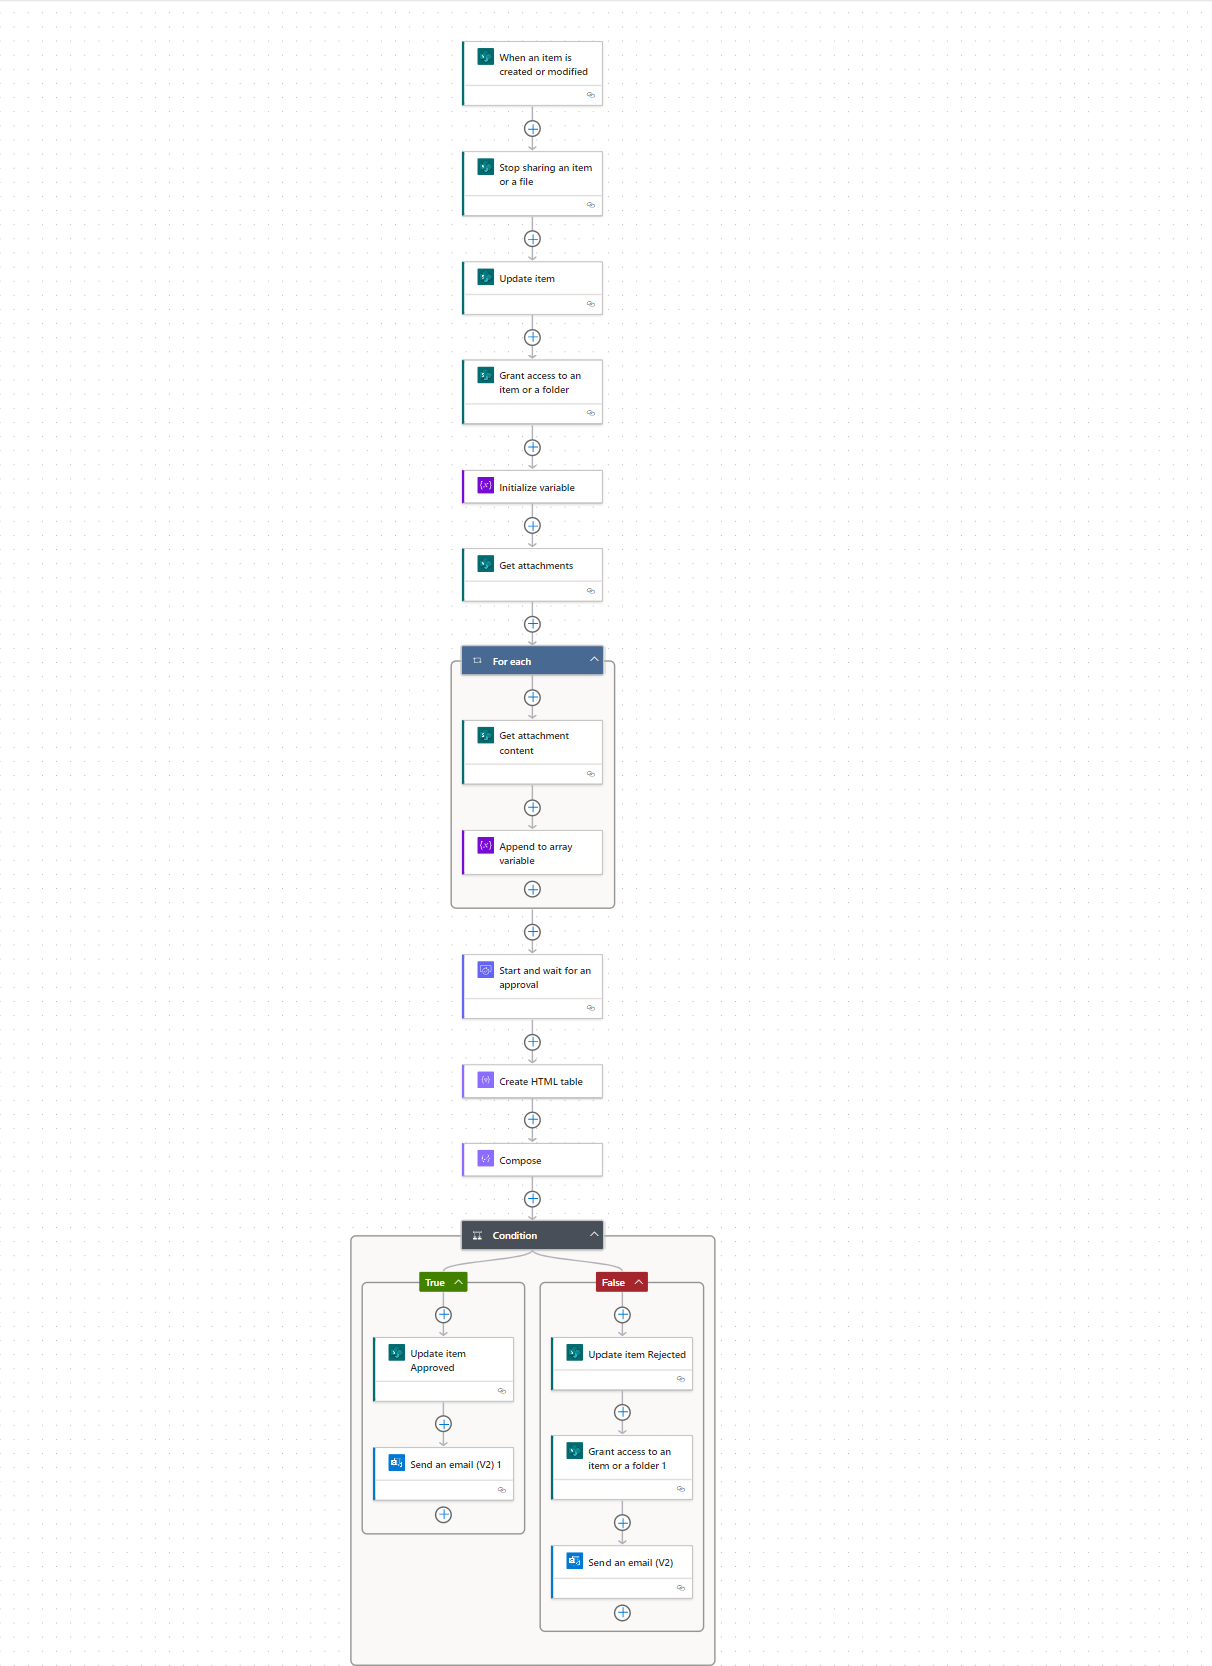 When an item is
created or modified
Stop sharing an item
or a file
Update item
Grant access to an
item or a folder
Initialize variable
Get attachments
For each
Get attachment
content
Append to array
variable
Start and wait for an
approval
Create HTML table
Compose
Condition
True
False
Update item
Approved
Send an email (V2) 1
Update item Rejected
Grant access to an
item or a folder 1
Send an email (V2)